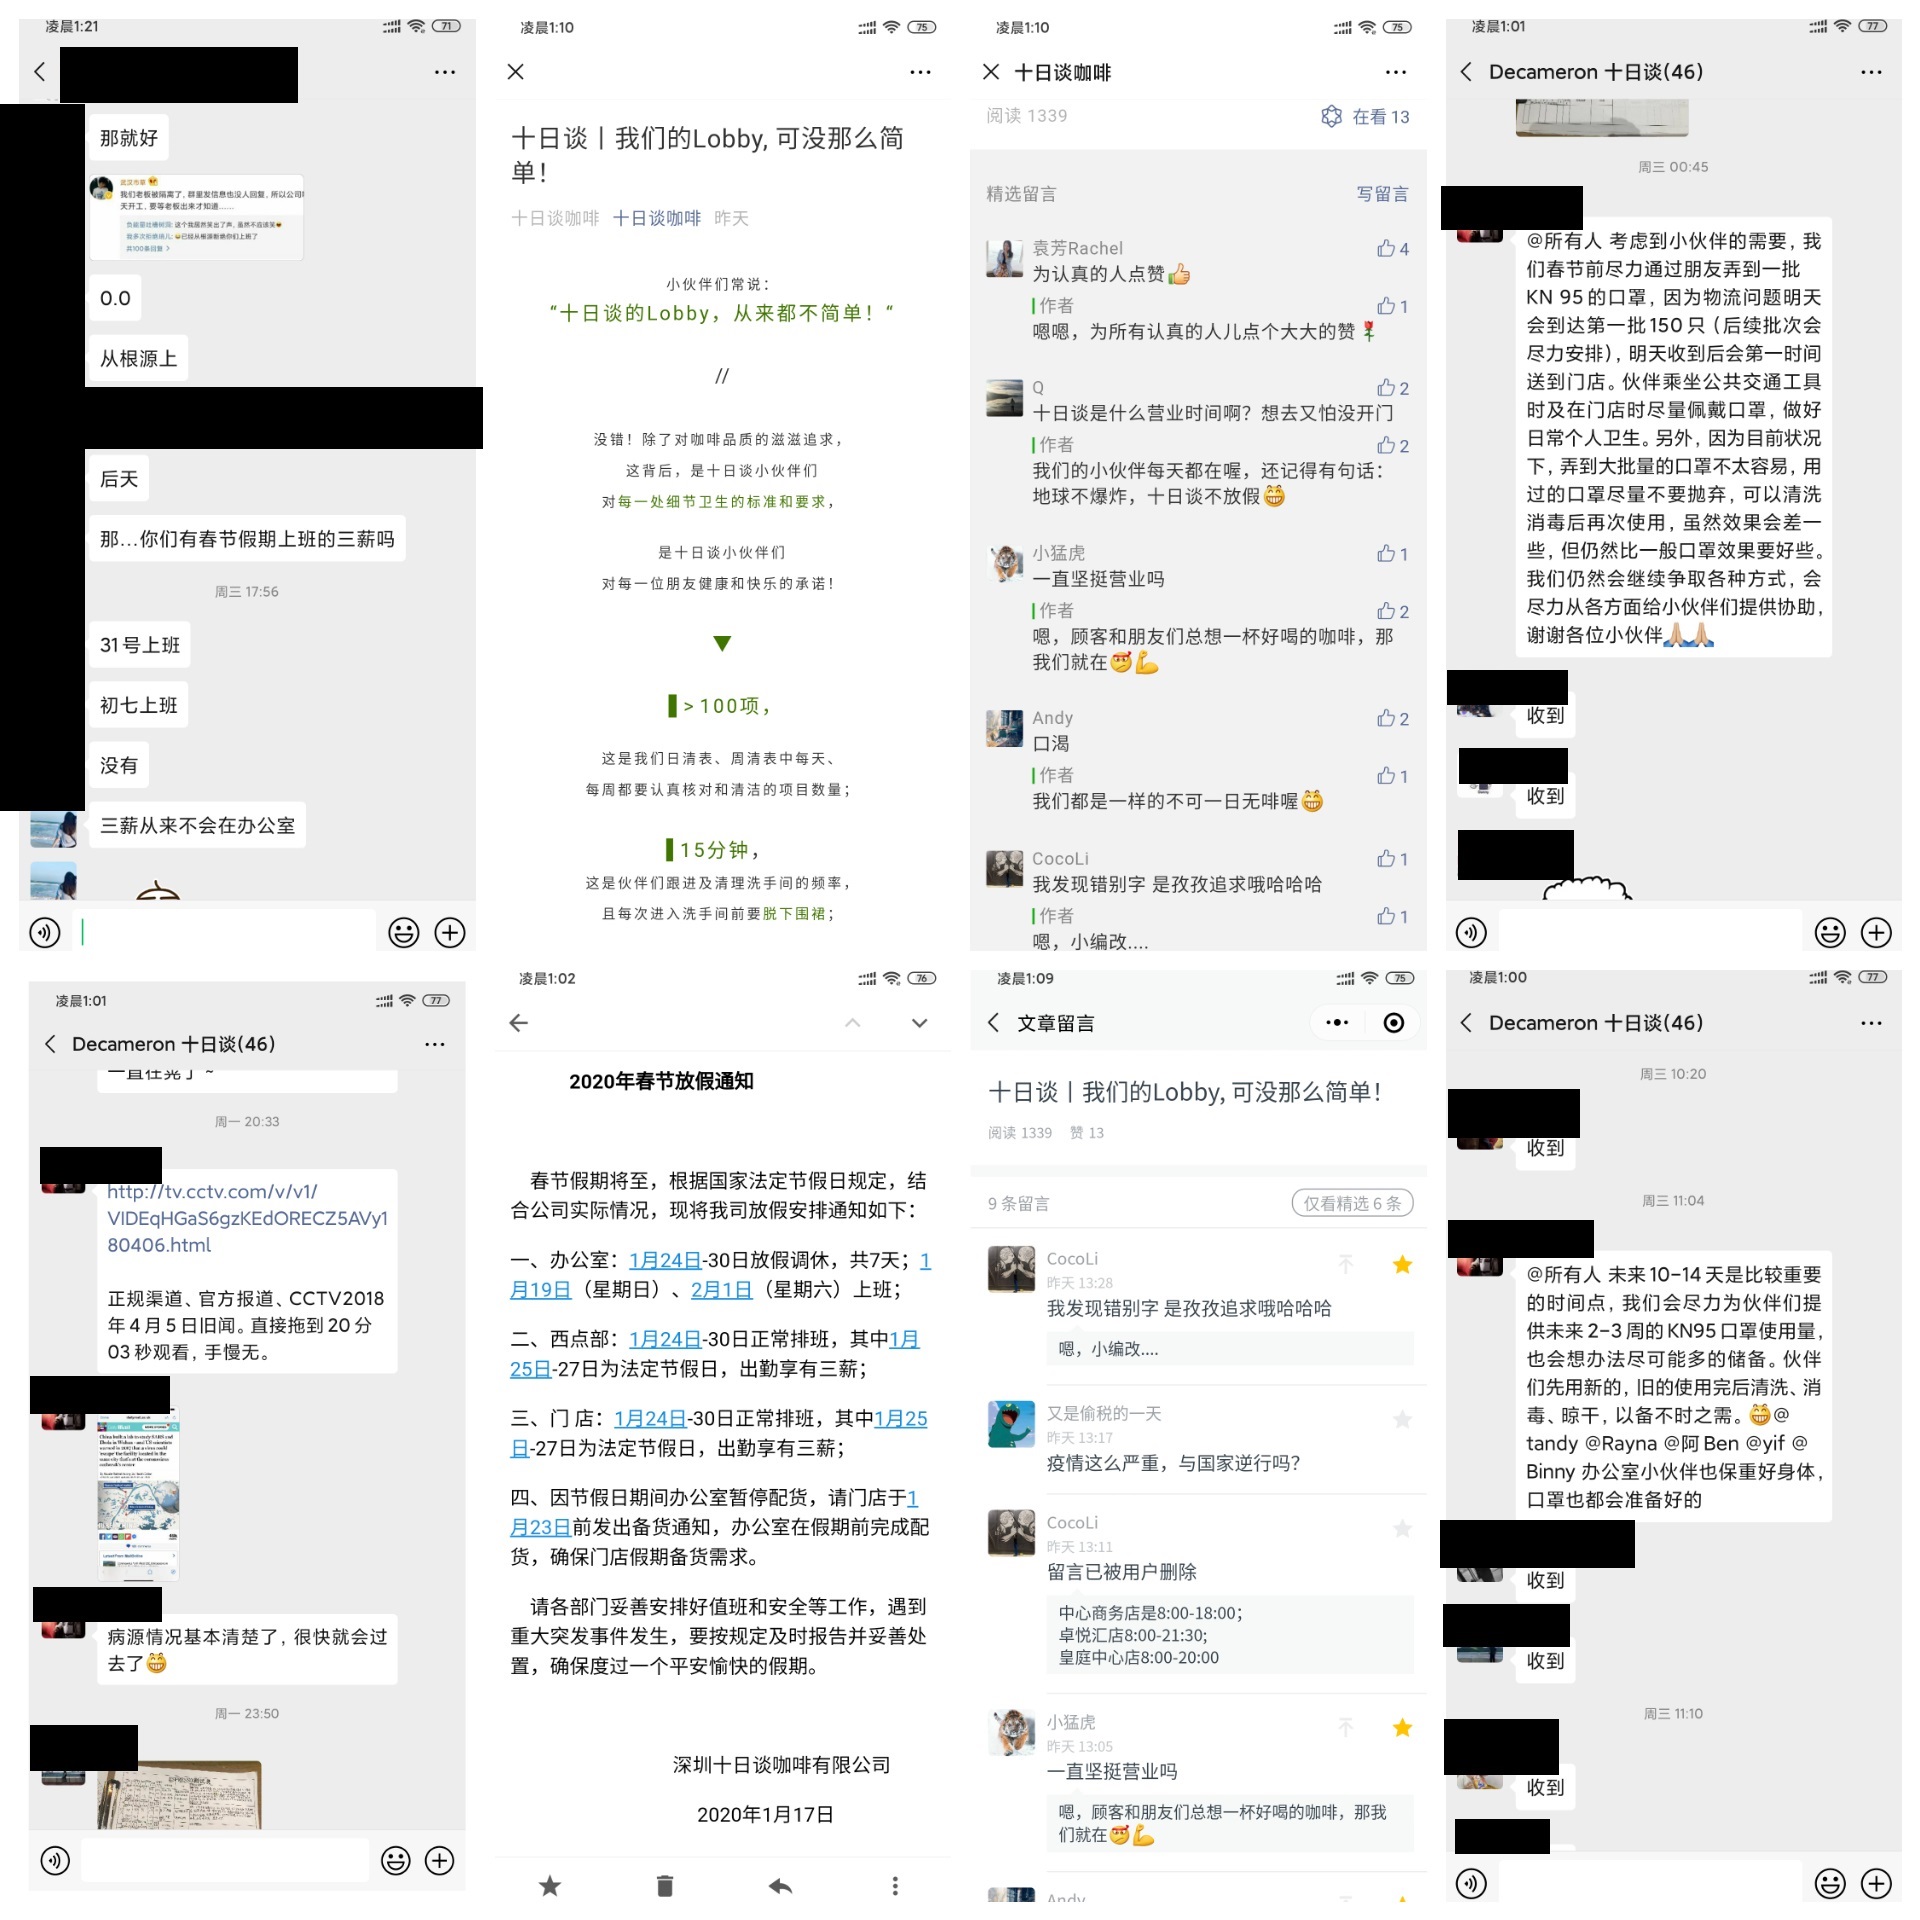 凌晨1:21
71
那就好
武汉市草
我们老板被隔离了，群里发信息也没人回复，所以公司
天开工，要等老板出来才知道……
共100条回复 >
0.0
从根源上
后天
那...你们有春节假期上班的三薪吗
周三 17:56
31号上班
初七上班
没有
三薪从来不会在办公室
凌晨1:10
75
十日谈丨我们的Lobby, 可没那么简
单！
十日谈咖啡 十日谈咖啡 昨天
小伙伴们常说：
“十日谈的Lobby，从来都不简单！“
//
没错！除了对咖啡品质的滋滋追求，
这背后，是十日谈小伙伴们
对每一处细节卫生的标准和要求，
是十日谈小伙伴们
对每一位朋友健康和快乐的承诺！
> 100项，
这是我们日清表、周清表中每天、
每周都要认真核对和清洁的项目数量；
15分钟，
这是伙伴们跟进及清理洗手间的频率，
且每次进入洗手间前要脱下围裙；
凌晨1:10
75
十日谈咖啡
阅读 1339
在看 13
精选留言
写留言
袁芳Rachel
4
为认真的人点赞👍
作者
1
嗯嗯，为所有认真的人儿点个大大的赞🌹
Q
2
十日谈是什么营业时间啊？想去又怕没开门
作者
2
我们的小伙伴每天都在喔，还记得有句话：
地球不爆炸，十日谈不放假😁
小猛虎
1
一直坚挺营业吗
作者
2
嗯，顾客和朋友们总想一杯好喝的咖啡，那
我们就在💪
Andy
2
口渴
作者
1
我们都是一样的不可一日无啡喔😁
CocoLi
1
我发现错别字 是孜孜追求哦哈哈哈
作者
1
嗯，小编改....
凌晨1:01
77
Decameron 十日谈(46)
周三 00:45
@所有人 考虑到小伙伴的需要，我
们春节前尽力通过朋友弄到一批
KN 95的口罩，因为物流问题明天
会到达第一批150只（后续批次会
尽力安排），明天收到后会第一时间
送到门店。伙伴乘坐公共交通工具
时及在门店时尽量佩戴口罩，做好
日常个人卫生。另外，因为目前状况
下，弄到大批量的口罩不太容易，用
过的口罩尽量不要抛弃，可以清洗
消毒后再次使用，虽然效果会差一
些，但仍然比一般口罩效果要好些。
我们仍然会继续争取各种方式，会
尽力从各方面给小伙伴们提供协助，
谢谢各位小伙伴🙏🙏
收到
收到
凌晨1:01
77
Decameron 十日谈(46)
一直在晃了 ~
周一 20:33
http://tv.cctv.com/v/v1/
VIDEqHGaS6gzKEdORECZ5AVy1
80406.html
正规渠道、官方报道、CCTV2018
年4月5日旧闻。直接拖到20分
03秒观看，手慢无。
病源情况基本清楚了，很快就会过
去了😁
周一 23:50
凌晨1:02
76
2020年春节放假通知
春节假期将至，根据国家法定节假日规定，结
合公司实际情况，现将我司放假安排通知如下：
一、办公室：1月24日-30日放假调休，共7天；1
月19日（星期日）、2月1日（星期六）上班；
二、西点部：1月24日-30日正常排班，其中1月
25日-27日为法定节假日，出勤享有三薪；
三、门 店：1月24日-30日正常排班，其中1月25
日-27日为法定节假日，出勤享有三薪；
四、因节假日期间办公室暂停配货，请门店于1
月23日前发出备货通知，办公室在假期前完成配
货，确保门店假期备货需求。
请各部门妥善安排好值班和安全等工作，遇到
重大突发事件发生，要按规定及时报告并妥善处
置，确保度过一个平安愉快的假期。
深圳十日谈咖啡有限公司
2020年1月17日
凌晨1:09
75
文章留言
十日谈丨我们的Lobby, 可没那么简单！
阅读 1339 赞 13
9 条留言
仅看精选 6 条
CocoLi
昨天 13:28
我发现错别字 是孜孜追求哦哈哈哈
嗯，小编改....
又是偷税的一天
昨天 13:17
疫情这么严重，与国家逆行吗？
CocoLi
昨天 13:11
留言已被用户删除
中心商务店是8:00-18:00；
卓悦汇店8:00-21:30;
皇庭中心店8:00-20:00
小猛虎
昨天 13:05
一直坚挺营业吗
嗯，顾客和朋友们总想一杯好喝的咖啡，那我
们就在💪
Andy
凌晨1:00
77
Decameron 十日谈(46)
周三 10:20
收到
周三 11:04
@所有人 未来10-14天是比较重要
的时间点，我们会尽力为伙伴们提
供未来2-3周的KN95口罩使用量，
也会想办法尽可能多的储备。伙伴
们先用新的，旧的使用完后清洗、消
毒、晾干，以备不时之需。😁@
tandy @Rayna @阿Ben @yif @
Binny 办公室小伙伴也保重好身体，
口罩也都会准备好的
收到
收到
周三 11:10
收到